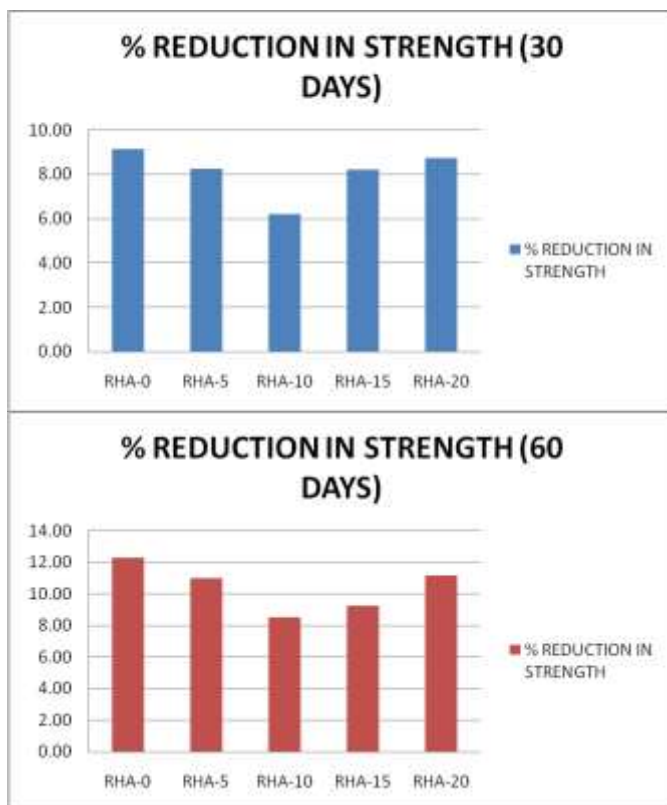 % REDUCTION IN STRENGTH (30
DAYS)
10.00
8.00
6.00
4.00
2.00
0.00
RHA-0 RHA-5 RHA-10 RHA-15 RHA-20
% REDUCTION IN
STRENGTH
% REDUCTION IN STRENGTH (60
DAYS)
14.00
12.00
10.00
8.00
6.00
4.00
2.00
0.00
RHA-0 RHA-5 RHA-10 RHA-15 RHA-20
% REDUCTION IN
STRENGTH